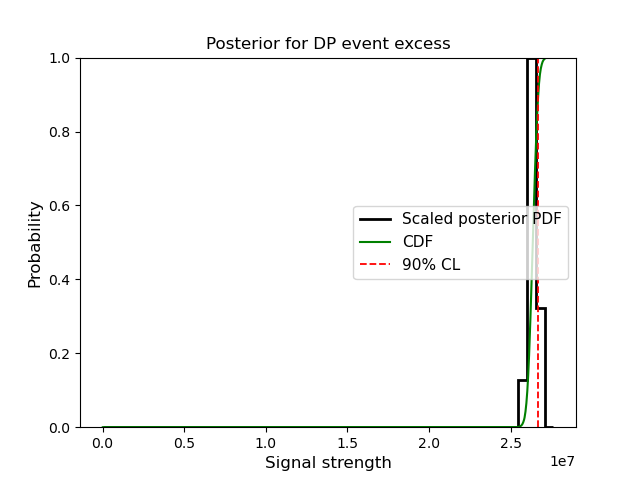 Posterior for DP event excess
1.0
0.8
0.6
0.4
0.2
0.0
Probability
Scaled posterior PDF
CDF
90% CL
0.0 0.5 1.0 1.5 2.0 2.5
1e7
Signal strength